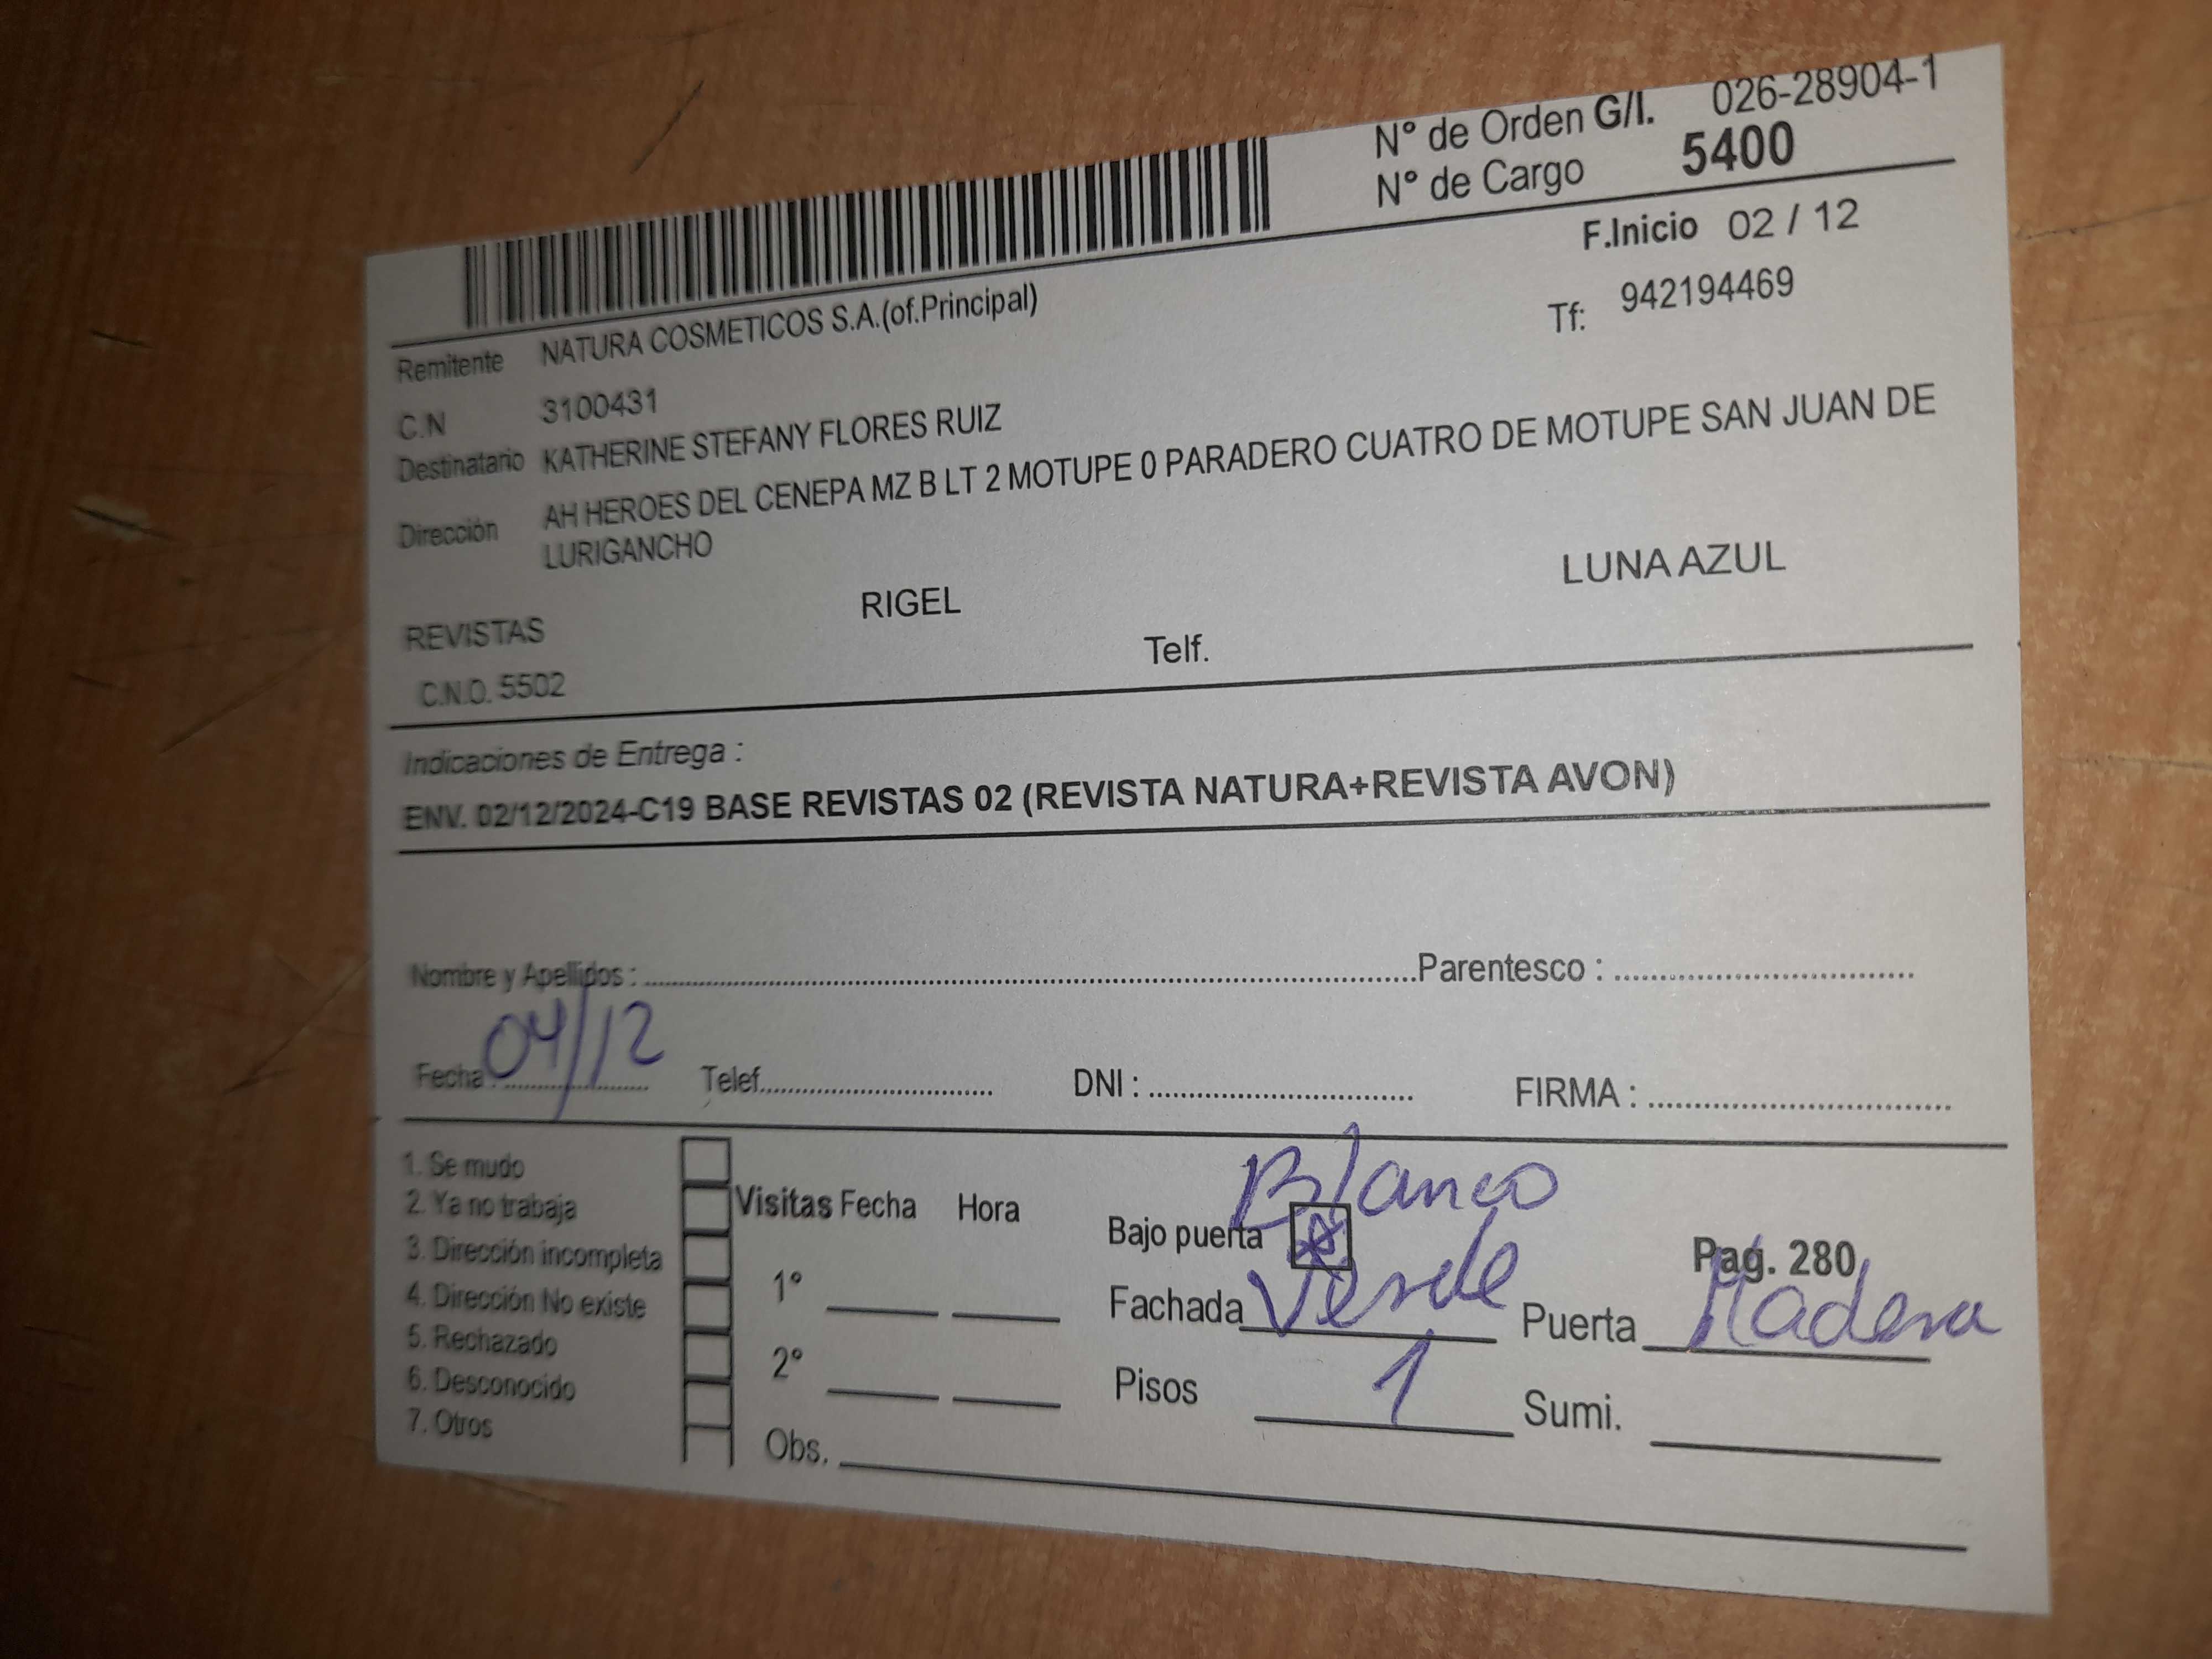 N° de Orden G/I. 026-28904-1
N° de Cargo 5400
F.Inicio 02 / 12
Remitente NATURA COSMETICOS S.A.(of.Principal)
Tf: 942194469
C.N 3100431
Destinatario KATHERINE STEFANY FLORES RUIZ
Dirección AH HEROES DEL CENEPA MZ B LT 2 MOTUPE 0 PARADERO CUATRO DE MOTUPE SAN JUAN DE
LURIGANCHO
REVISTAS RIGEL LUNA AZUL
C.N.O. 5502 Telf.
Indicaciones de Entrega :
ENV. 02/12/2024-C19 BASE REVISTAS 02 (REVISTA NATURA+REVISTA AVON)
Nombre y Apellidos : Parentesco :
Fecha : 04/12 Telef. DNI : FIRMA :
1. Se mudo
2. Ya no trabaja
3. Dirección incompleta
4. Dirección No existe
5. Rechazado
6. Desconocido
7. Otros
Visitas Fecha Hora
1°
2°
Obs.
Blanco
Bajo puerta Pag. 280
Fachada Verde Puerta Madera
Pisos 1 Sumi.